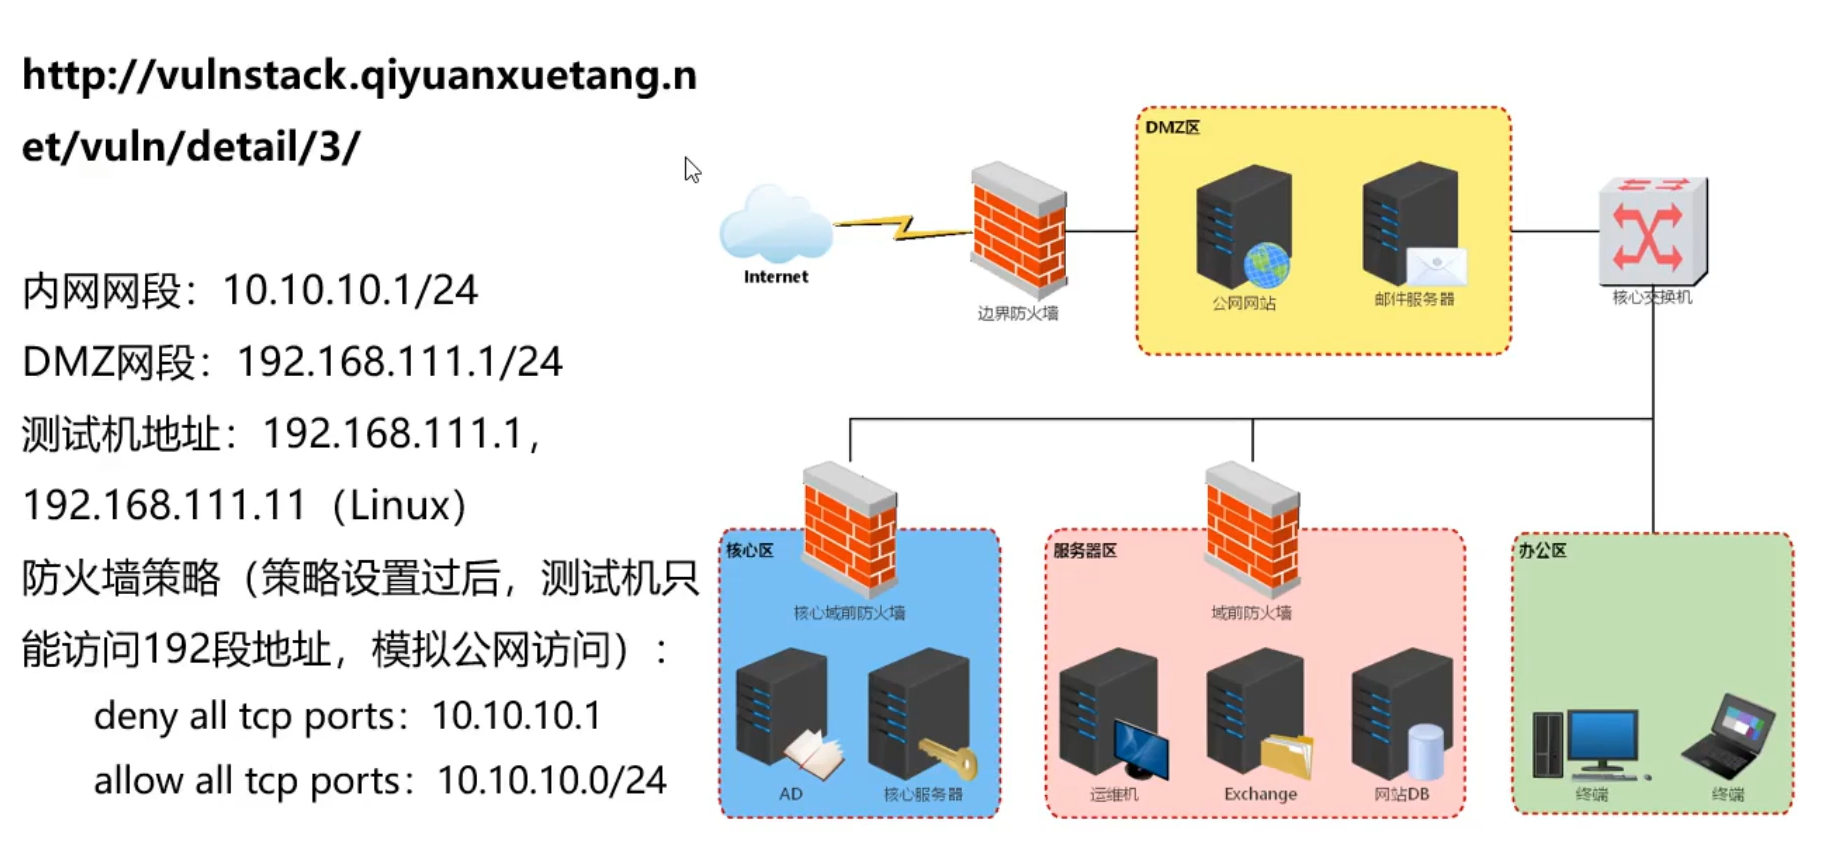 http://vulnstack.qiyuanxuetang.n
et/vuln/detail/3/
内网网段：10.10.10.1/24
DMZ网段：192.168.111.1/24
测试机地址：192.168.111.1，
192.168.111.11（Linux）
防火墙策略（策略设置过后，测试机只
能访问192段地址，模拟公网访问）：
deny all tcp ports：10.10.10.1
allow all tcp ports：10.10.10.0/24
DMZ区
Internet
边界防火墙
公网网站
邮件服务器
核心交换机
核心区
核心域前防火墙
AD
核心服务器
服务器区
域前防火墙
运维机
Exchange
网站DB
办公区
终端
终端